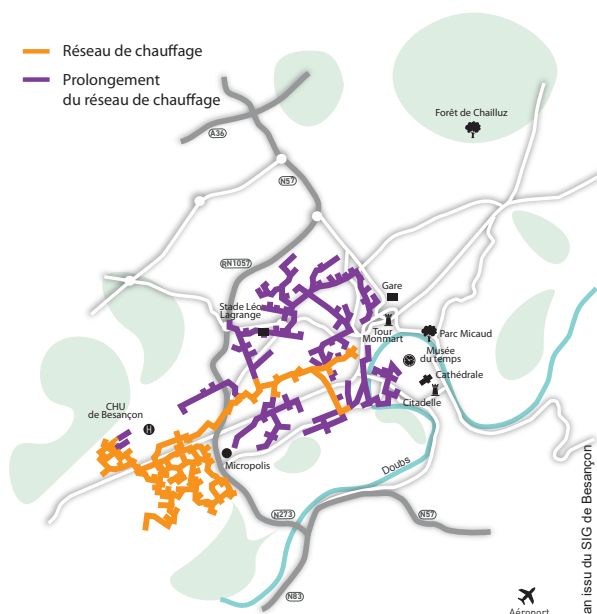 Réseau de chauffage
Prolongement
du réseau de chauffage
Forêt de Chailluz
A36
N57
RN1057
Gare
Stade Léo
Lagrange
Tour
Monmart
Parc Micaud
Musée
du temps
Cathédrale
Citadelle
CHU
de Besançon
H
Micropolis
Doubs
N273
N57
N83
Aéroport
an issu du SIG de Besançon